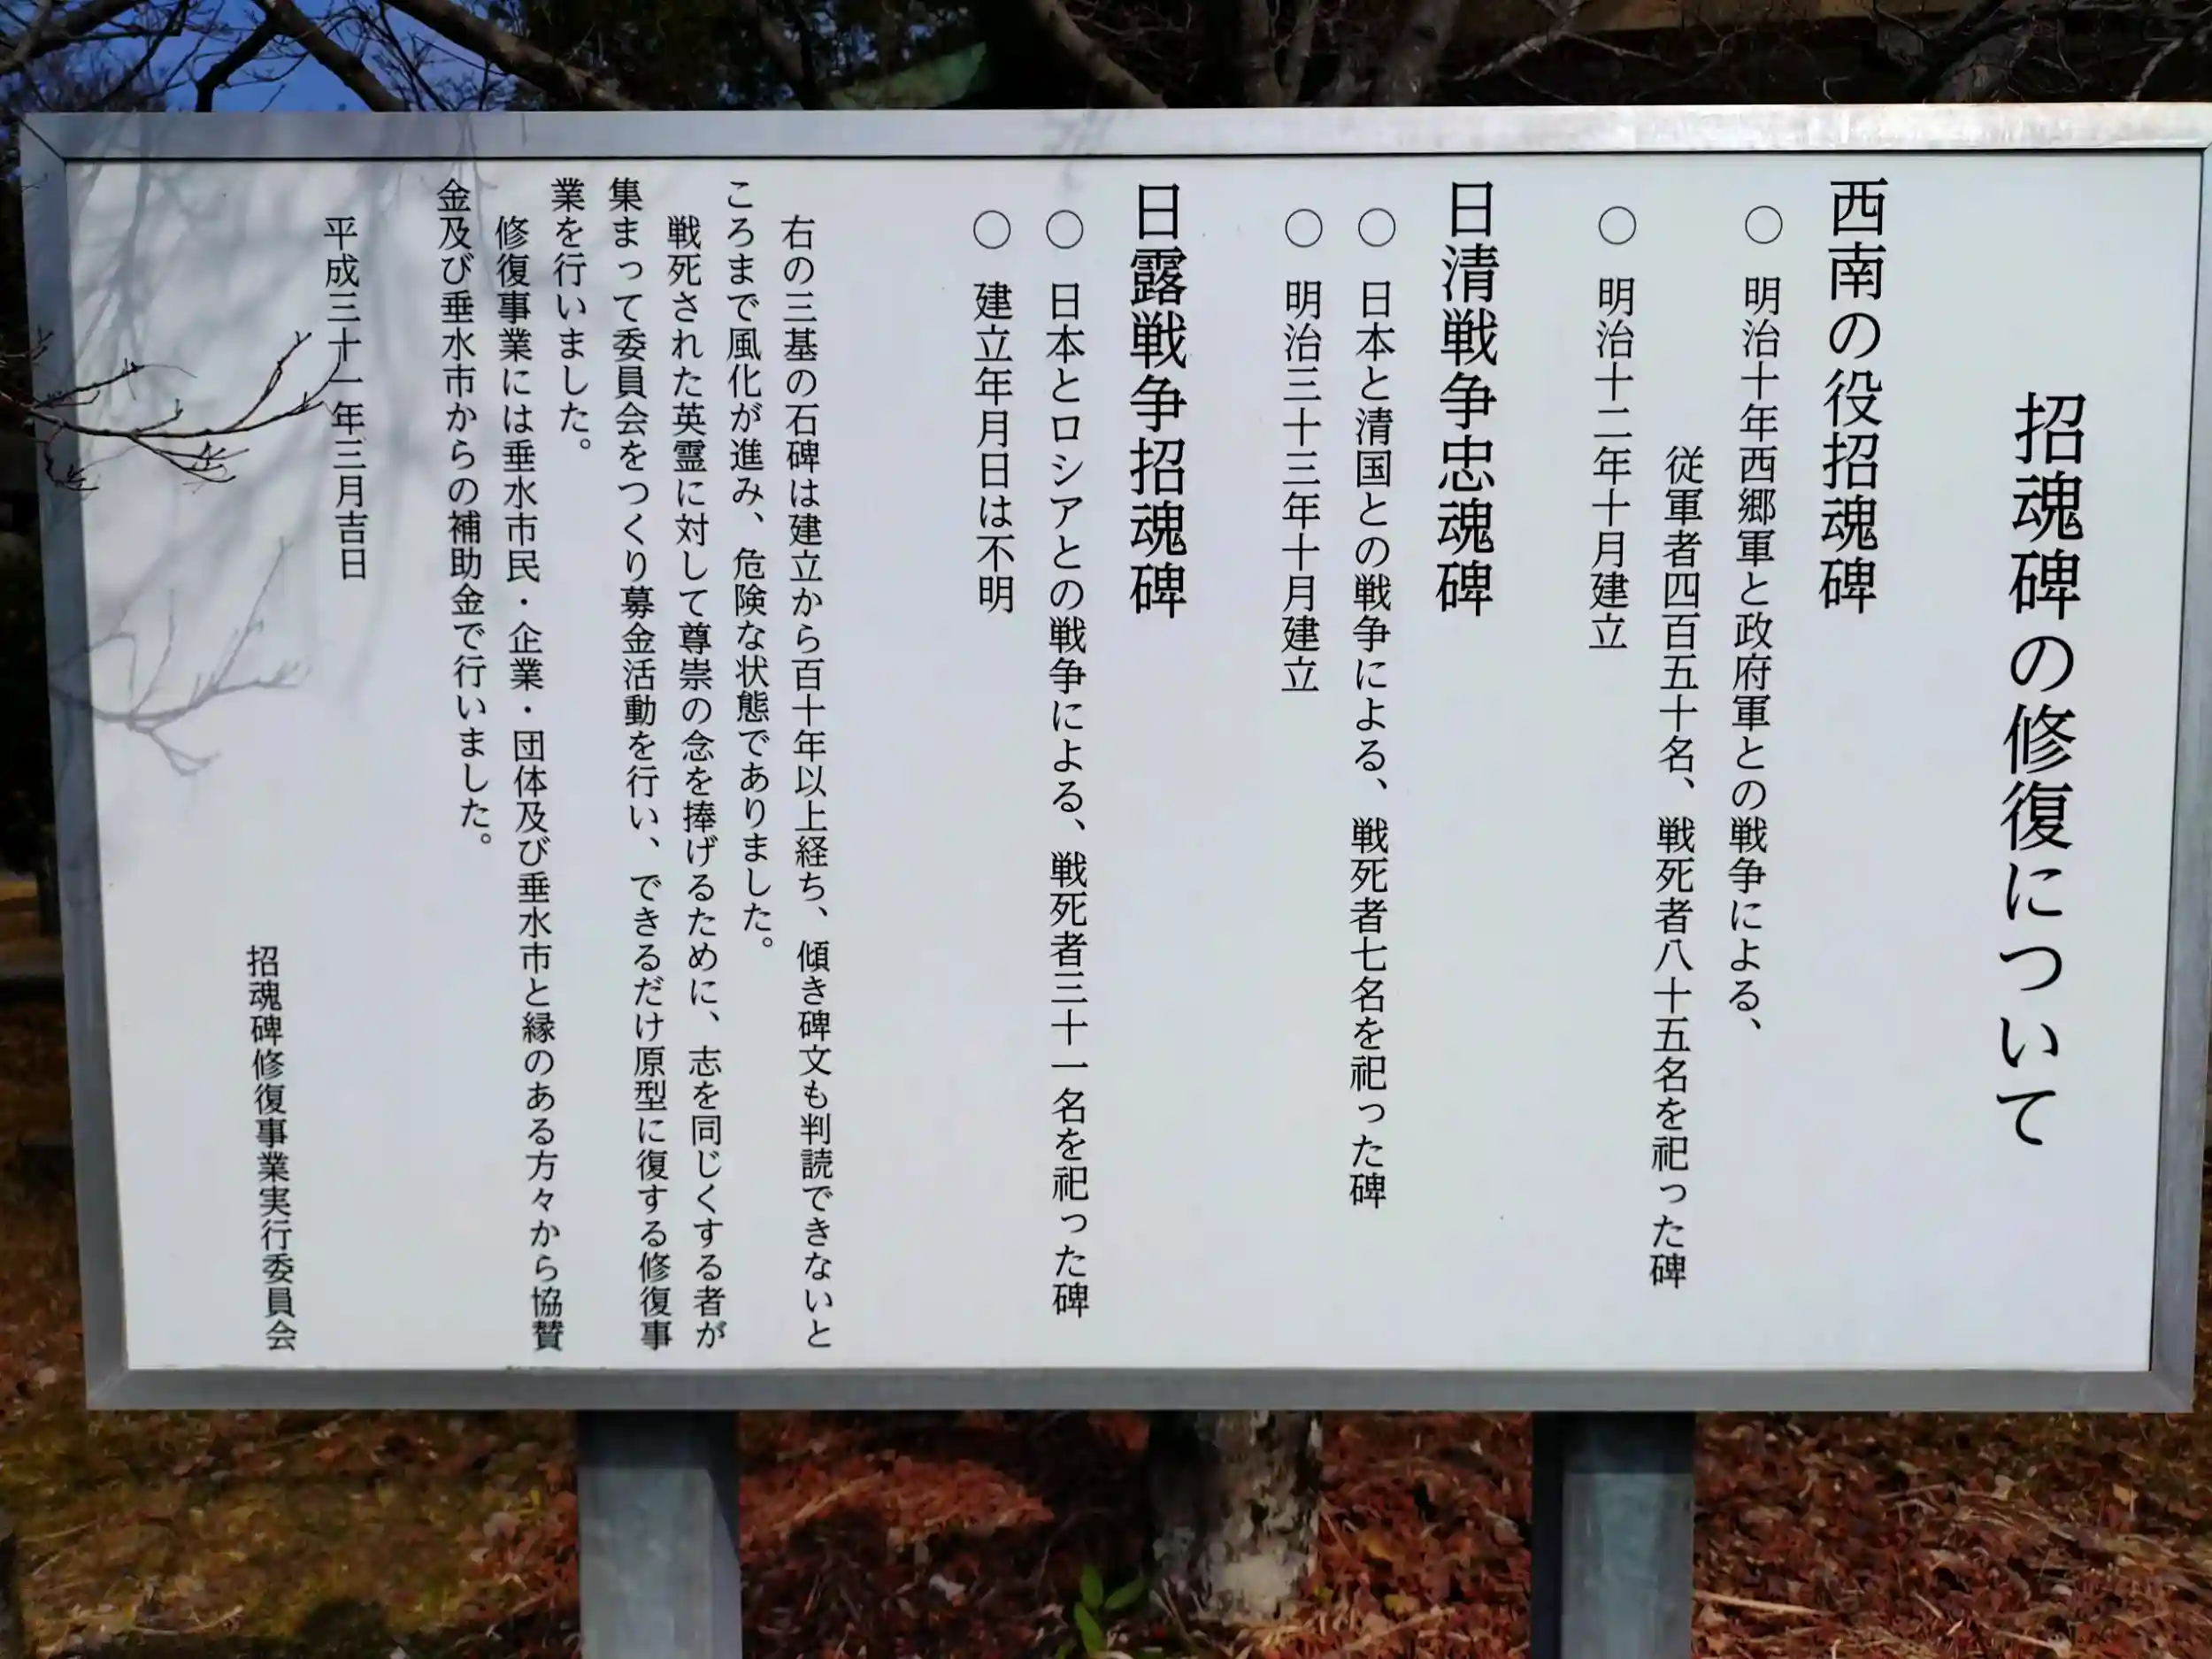 招魂碑の修復について
西南の役招魂碑
○ 明治十年西郷軍と政府軍との戦争による、
従軍者四百五十名、戦死者八十五名を祀った碑
○ 明治十二年十月建立
日清戦争忠魂碑
○ 日本と清国との戦争による、戦死者七名を祀った碑
○ 明治三十三年十月建立
日露戦争招魂碑
○ 日本とロシアとの戦争による、戦死者三十一名を祀った碑
○ 建立年月日は不明
右の三基の石碑は建立から百十年以上経ち、傾き碑文も判読できないと
ころまで風化が進み、危険な状態でありました。
戦死された英霊に対して尊崇の念を捧げるために、志を同じくする者が
集まって委員会をつくり募金活動を行い、できるだけ原型に復する修復事
業を行いました。
修復事業には垂水市民・企業・団体及び垂水市と縁のある方々から協賛
金及び垂水市からの補助金で行いました。
平成三十一年三月吉日
招魂碑修復事業実行委員会